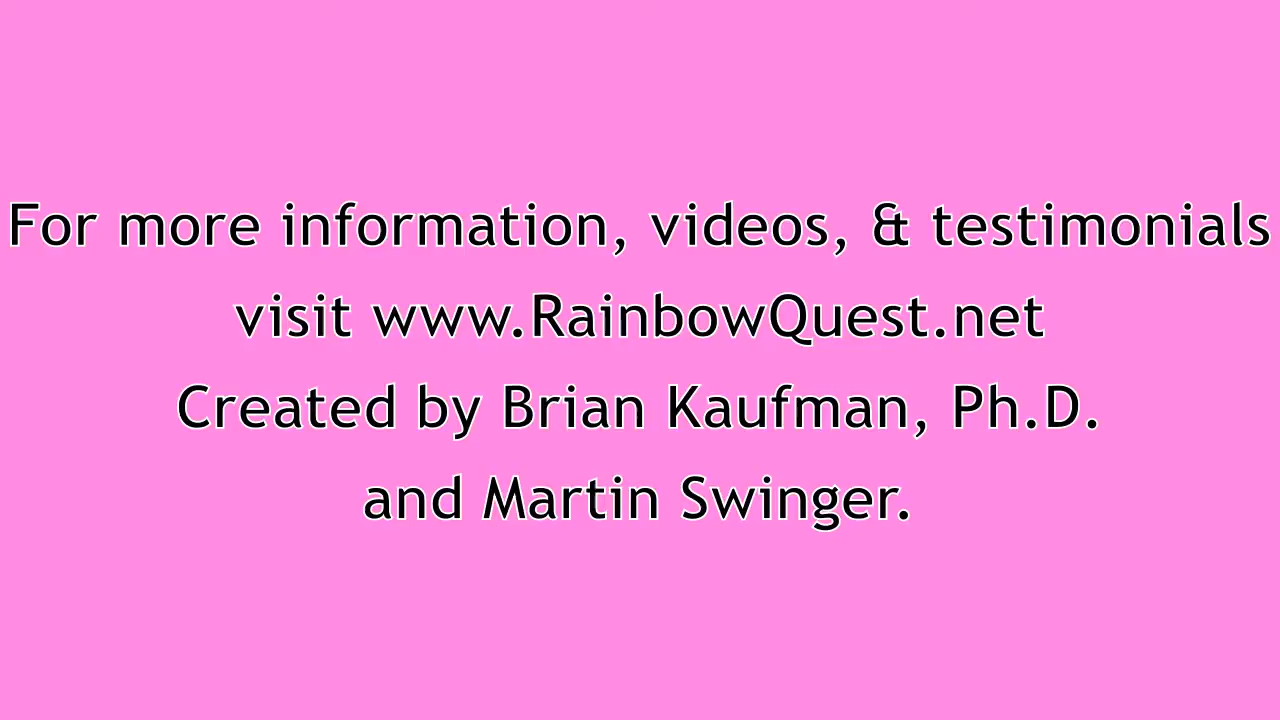 For more information, videos, & testimonials
visit www.RainbowQuest.net
Created by Brian Kaufman, Ph.D.
and Martin Swinger.